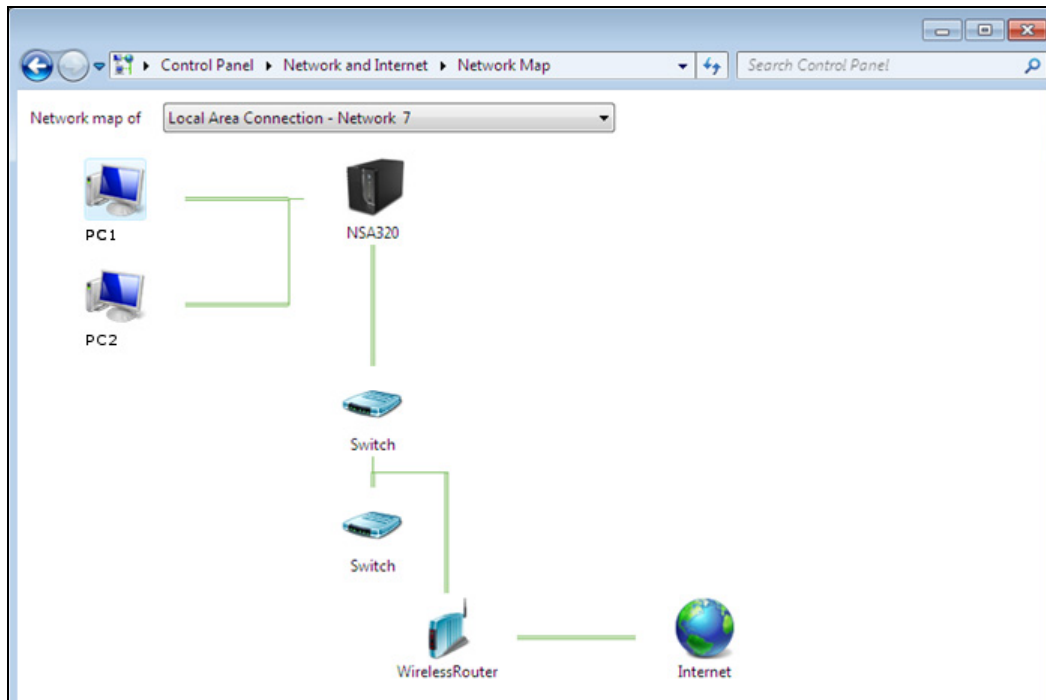 Control Panel Network and Internet Network Map
Search Control Panel
Network map of
Local Area Connection - Network 7
PC1
NSA320
PC2
Switch
Switch
WirelessRouter
Internet